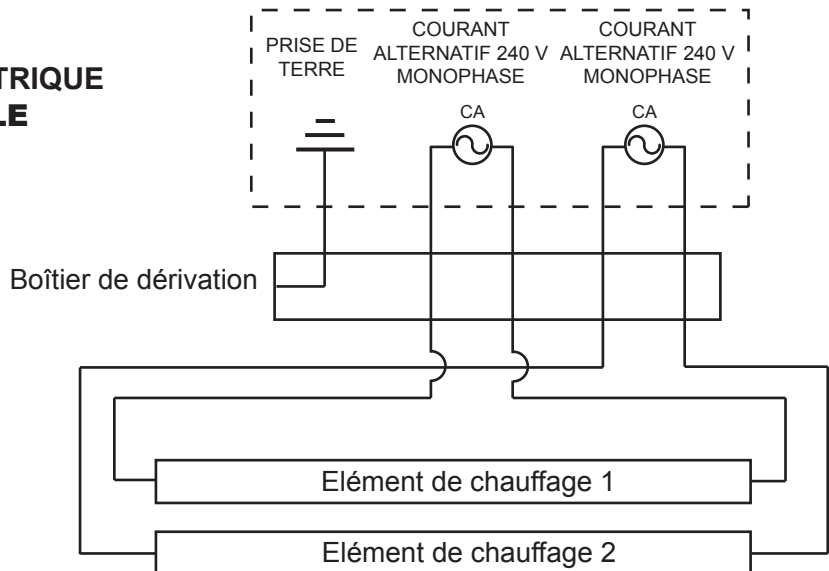 TRIQUE
LE
PRISE DE
TERRE
COURANT
ALTERNATIF 240 V
MONOPHASE
COURANT
ALTERNATIF 240 V
MONOPHASE
CA
CA
Boîtier de dérivation
Elément de chauffage 1
Elément de chauffage 2